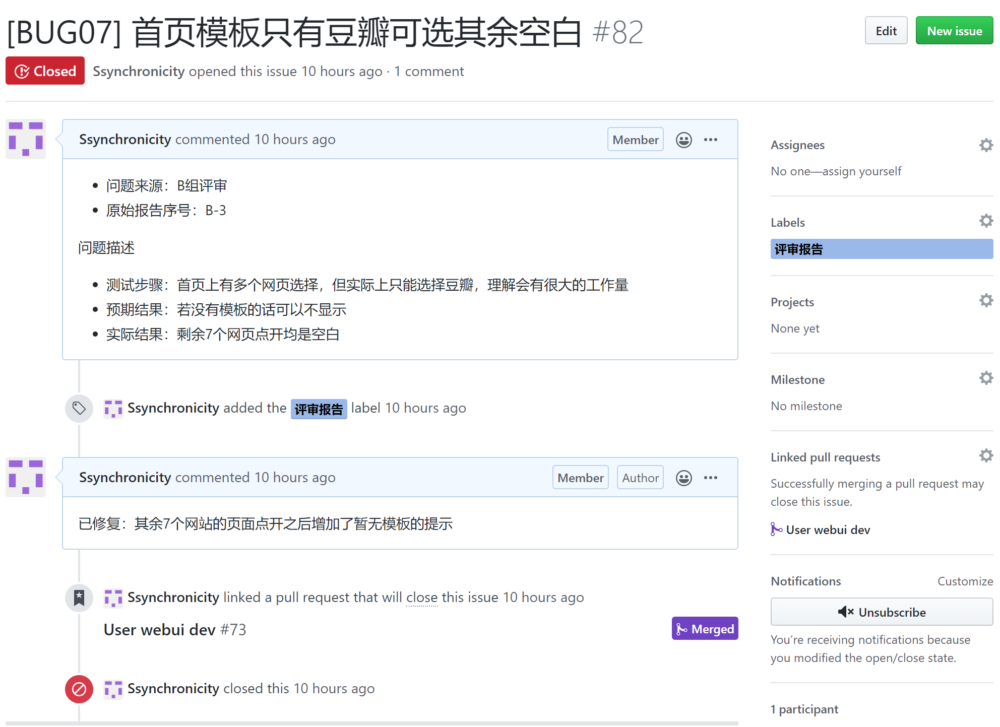 [BUG07] 首页模板只有豆瓣可选其余空白 #82
Edit
New issue
Closed
Ssynchronicity opened this issue 10 hours ago · 1 comment
Ssynchronicity commented 10 hours ago
Member
问题来源：B组评审
原始报告序号：B-3
问题描述
测试步骤：首页上有多个网页选择，但实际上只能选择豆瓣，理解会有很大的工作量
预期结果：若没有模板的话可以不显示
实际结果：剩余7个网页点开均是空白
Ssynchronicity added the 评审报告 label 10 hours ago
Ssynchronicity commented 10 hours ago
Member
Author
已修复：其余7个网站的页面点开之后增加了暂无模板的提示
Ssynchronicity linked a pull request that will close this issue 10 hours ago
User webui dev #73
Merged
Ssynchronicity closed this 10 hours ago
Assignees
No one—assign yourself
Labels
评审报告
Projects
None yet
Milestone
No milestone
Linked pull requests
Successfully merging a pull request may
close this issue.
User webui dev
Notifications
Customize
Unsubscribe
You’re receiving notifications because
you modified the open/close state.
1 participant